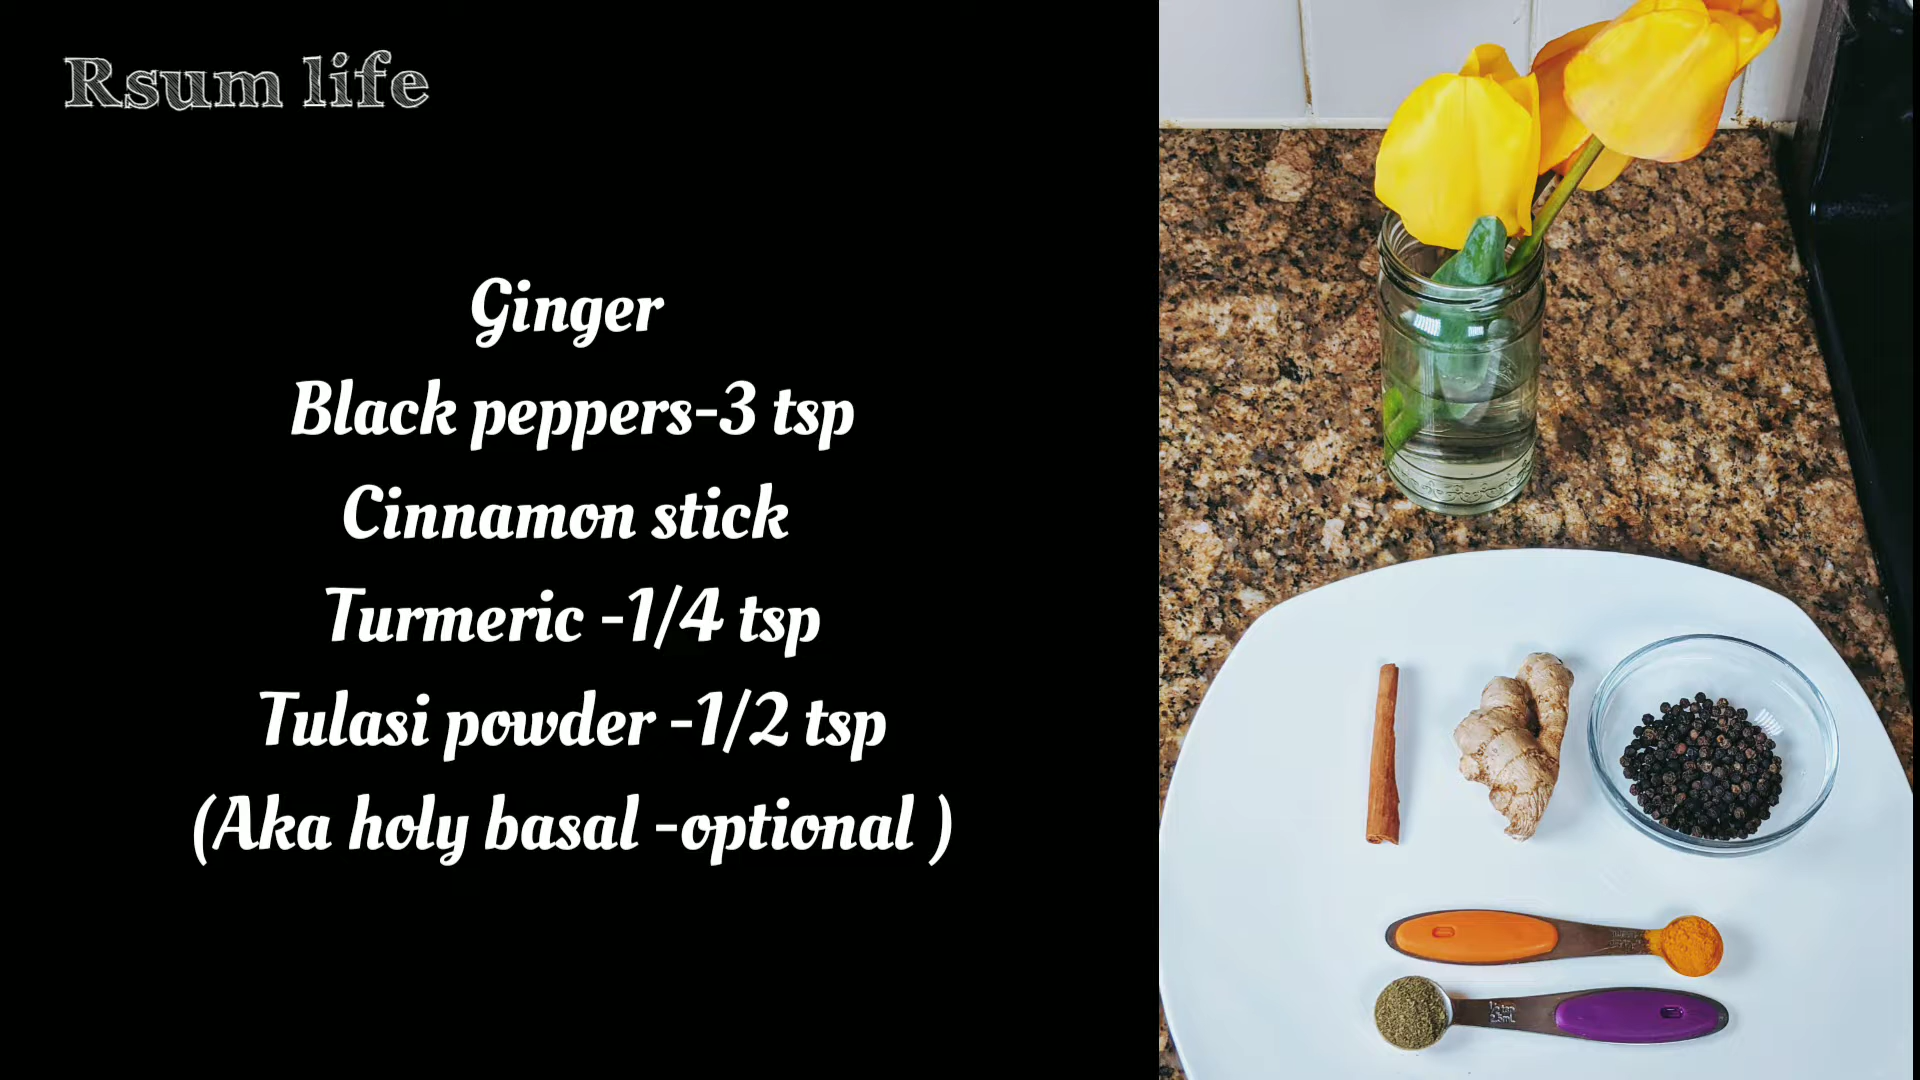 Rsum life
Ginger
Black peppers-3 tsp
Cinnamon stick
Turmeric -1/4 tsp
Tulasi powder -1/2 tsp
(Aka holy basal -optional )